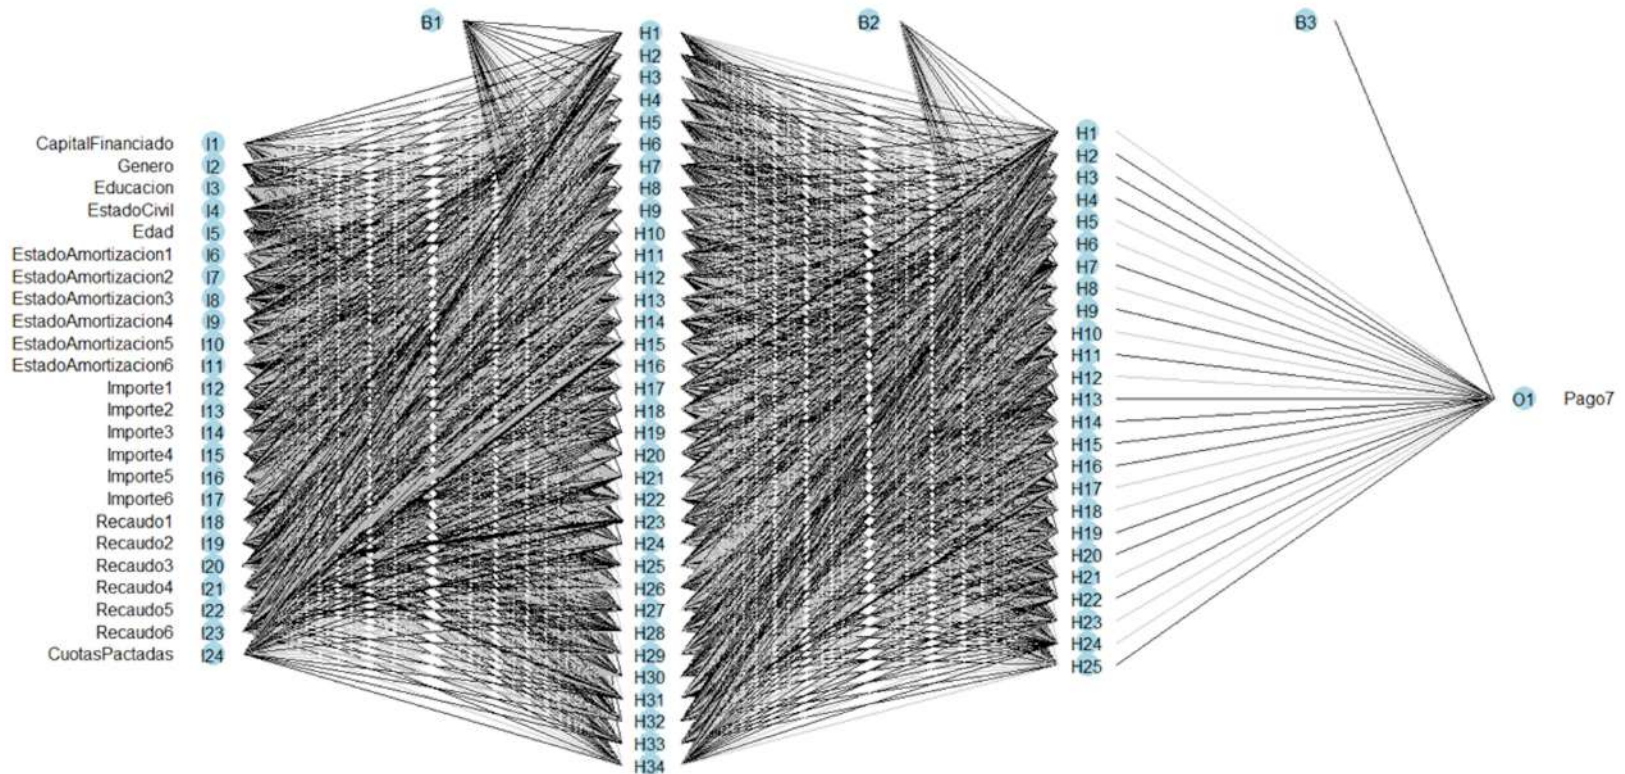 B1
B2
B3
CapitalFinanciado I1
Genero I2
Educacion I3
EstadoCivil I4
Edad I5
EstadoAmortizacion1 I6
EstadoAmortizacion2 I7
EstadoAmortizacion3 I8
EstadoAmortizacion4 I9
EstadoAmortizacion5 I10
EstadoAmortizacion6 I11
Importe1 I12
Importe2 I13
Importe3 I14
Importe4 I15
Importe5 I16
Importe6 I17
Recaudo1 I18
Recaudo2 I19
Recaudo3 I20
Recaudo4 I21
Recaudo5 I22
Recaudo6 I23
CuotasPactadas I24
H1
H2
H3
H4
H5
H6
H7
H8
H9
H10
H11
H12
H13
H14
H15
H16
H17
H18
H19
H20
H21
H22
H23
H24
H25
H26
H27
H28
H29
H30
H31
H32
H33
H34
H1
H2
H3
H4
H5
H6
H7
H8
H9
H10
H11
H12
H13
H14
H15
H16
H17
H18
H19
H20
H21
H22
H23
H24
H25
O1 Pago7